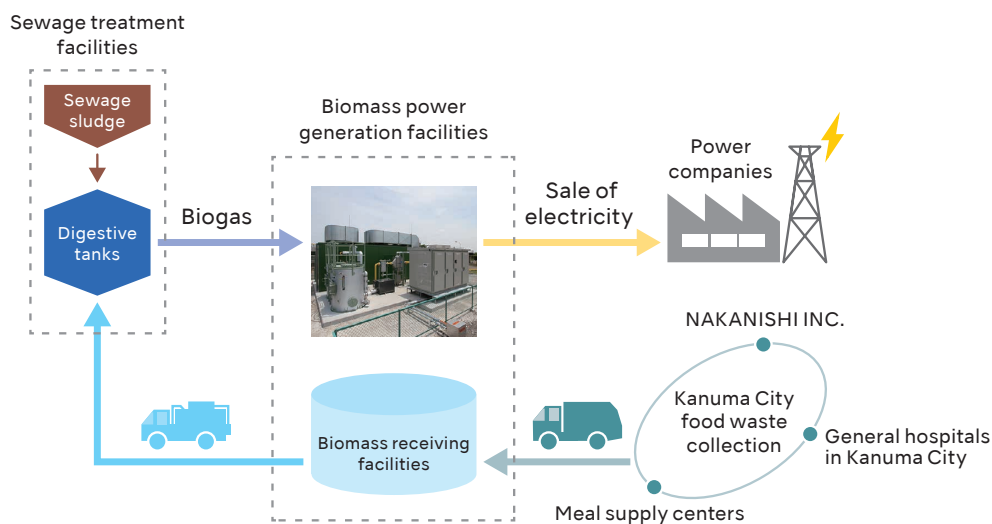 Sewage treatment
facilities
Sewage
sludge
Digestive
tanks
Biogas
Biomass power
generation facilities
Sale of
electricity
Power
companies
Biomass receiving
facilities
NAKANISHI INC.
Kanuma City
food waste
collection
General hospitals
in Kanuma City
Meal supply centers